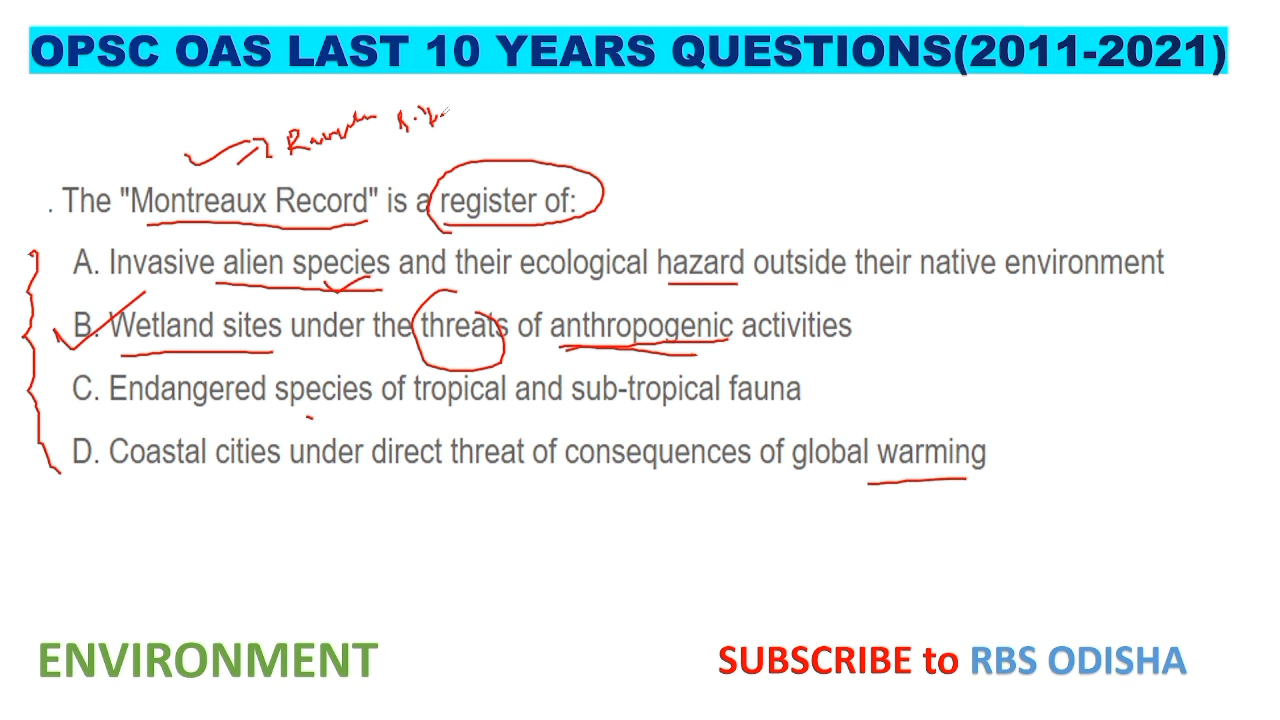 OPSC OAS LAST 10 YEARS QUESTIONS(2011-2021)
. The "Montreaux Record" is a register of:
A. Invasive alien species and their ecological hazard outside their native environment
B. Wetland sites under the threats of anthropogenic activities
C. Endangered species of tropical and sub-tropical fauna
D. Coastal cities under direct threat of consequences of global warming
ENVIRONMENT
SUBSCRIBE to RBS ODISHA